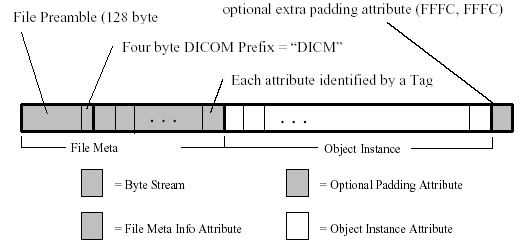 File Preamble (128 byte
optional extra padding attribute (FFFC, FFFC)
Four byte DICOM Prefix = “DICM”
Each attribute identified by a Tag
. . .
. . .
File Meta
Object Instance
= Byte Stream
= Optional Padding Attribute
= File Meta Info Attribute
= Object Instance Attribute